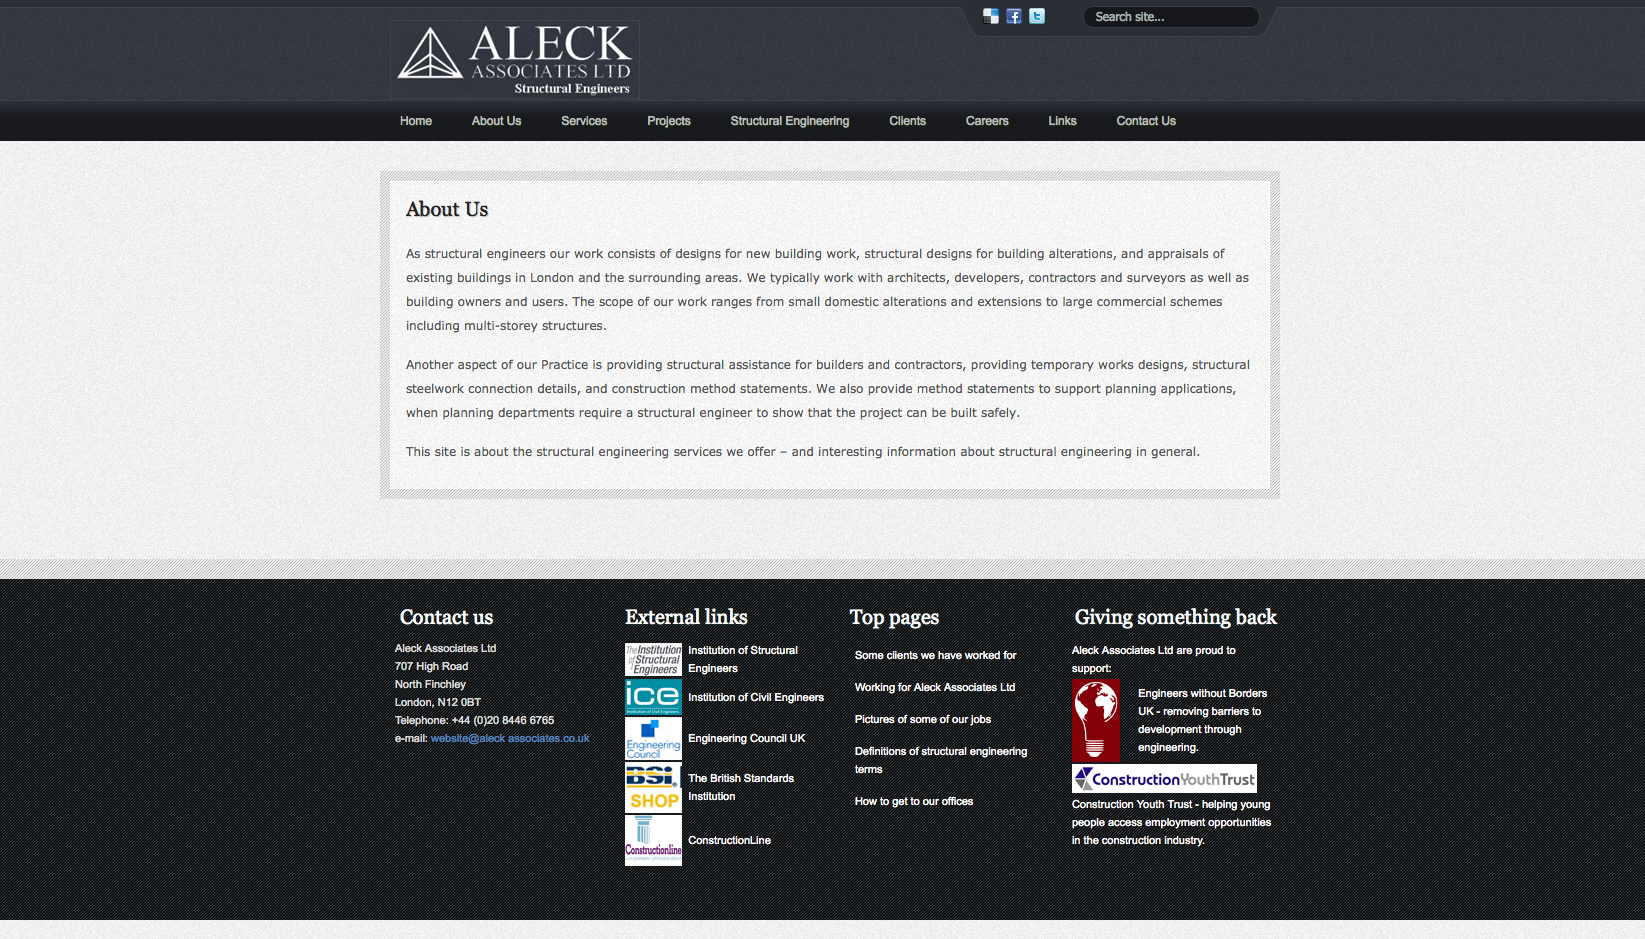 ALECK
ASSOCIATES LTD
Structural Engineers
Search site...
Home About Us Services Projects Structural Engineering Clients Careers Links Contact Us
About Us
As structural engineers our work consists of designs for new building work, structural designs for building alterations, and appraisals of
existing buildings in London and the surrounding areas. We typically work with architects, developers, contractors and surveyors as well as
building owners and users. The scope of our work ranges from small domestic alterations and extensions to large commercial schemes
including multi-storey structures.
Another aspect of our Practice is providing structural assistance for builders and contractors, providing temporary works designs, structural
steelwork connection details, and construction method statements. We also provide method statements to support planning applications,
when planning departments require a structural engineer to show that the project can be built safely.
This site is about the structural engineering services we offer – and interesting information about structural engineering in general.
Contact us
Aleck Associates Ltd
707 High Road
North Finchley
London, N12 0BT
Telephone: +44 (0)20 8446 6765
e-mail: website@aleck associates.co.uk
External links
The Institution
of Structural
Engineers
Institution of Structural
Engineers
ice
Institution of Civil Engineers
Institution of Civil Engineers
Engineering
Council
Engineering Council UK
BSi
SHOP
The British Standards
Institution
Constructionline
ConstructionLine
Top pages
Some clients we have worked for
Working for Aleck Associates Ltd
Pictures of some of our jobs
Definitions of structural engineering
terms
How to get to our offices
Giving something back
Aleck Associates Ltd are proud to
support:
Engineers without Borders
UK - removing barriers to
development through
engineering.
ConstructionYouthTrust
Construction Youth Trust - helping young
people access employment opportunities
in the construction industry.